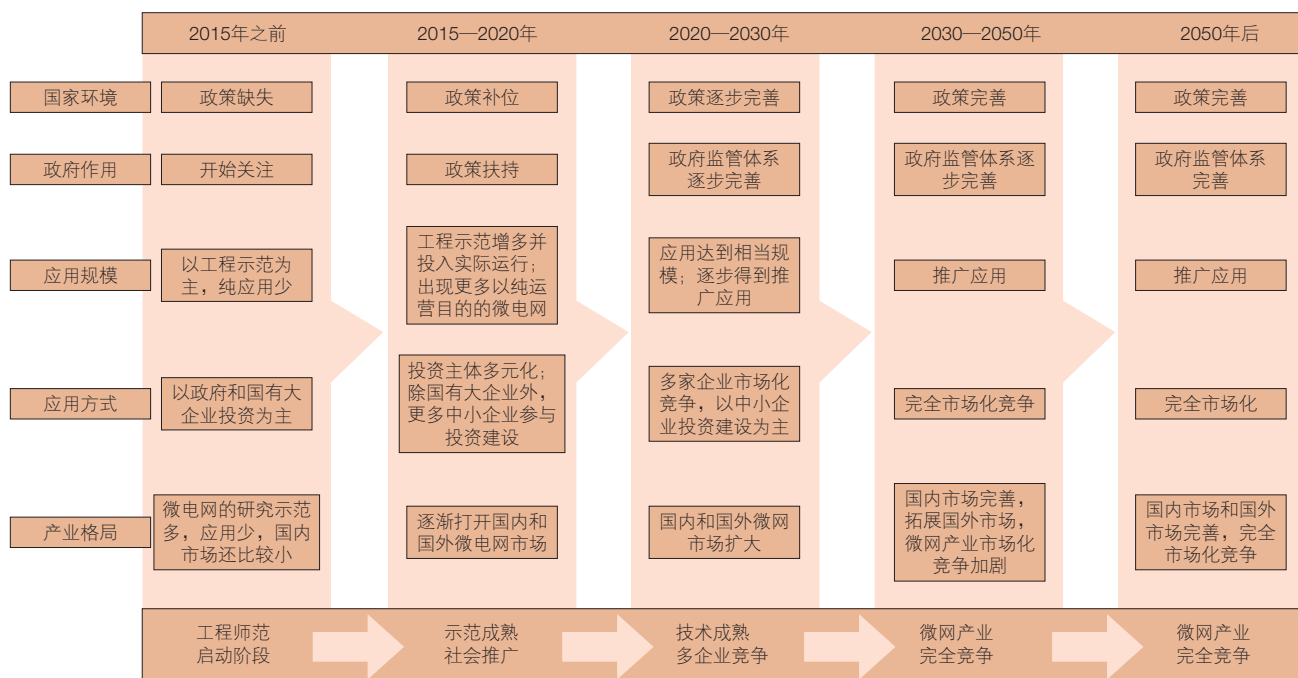 2015年之前
2015—2020年
2020—2030年
2030—2050年
2050年后
国家环境
政策缺失
政策补位
政策逐步完善
政策完善
政策完善
政府作用
开始关注
政策扶持
政府监管体系
逐步完善
政府监管体系逐
步完善
政府监管体系
完善
应用规模
以工程示范为
主，纯应用少
工程示范增多并
投入实际运行；
出现更多以纯运
营目的的微电网
应用达到相当规
模；逐步得到推
广应用
推广应用
推广应用
应用方式
以政府和国有大
企业投资为主
投资主体多元化；
除国有大企业外，
更多中小企业参与
投资建设
多家企业市场化
竞争，以中小企
业投资建设为主
完全市场化竞争
完全市场化
产业格局
微电网的研究示范
多，应用少，国内
市场还比较小
逐渐打开国内和
国外微电网市场
国内和国外微网
市场扩大
国内市场完善，
拓展国外市场，
微网产业市场化
竞争加剧
国内市场和国外
市场完善，完全
市场化竞争
工程师范
启动阶段
示范成熟
社会推广
技术成熟
多企业竞争
微网产业
完全竞争
微网产业
完全竞争